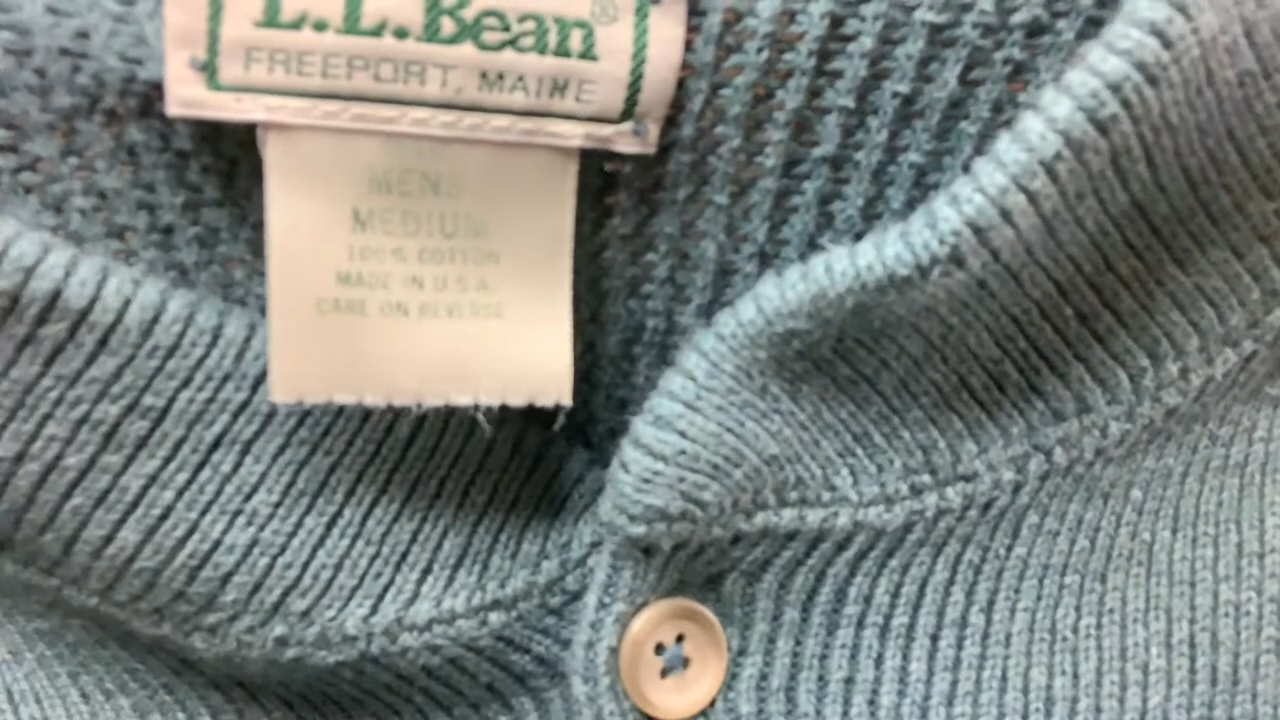 L.L.Bean®
FREEPORT, MAINE
MENS
MEDIUM
100% COTTON
MADE IN U.S.A.
CARE ON REVERSE